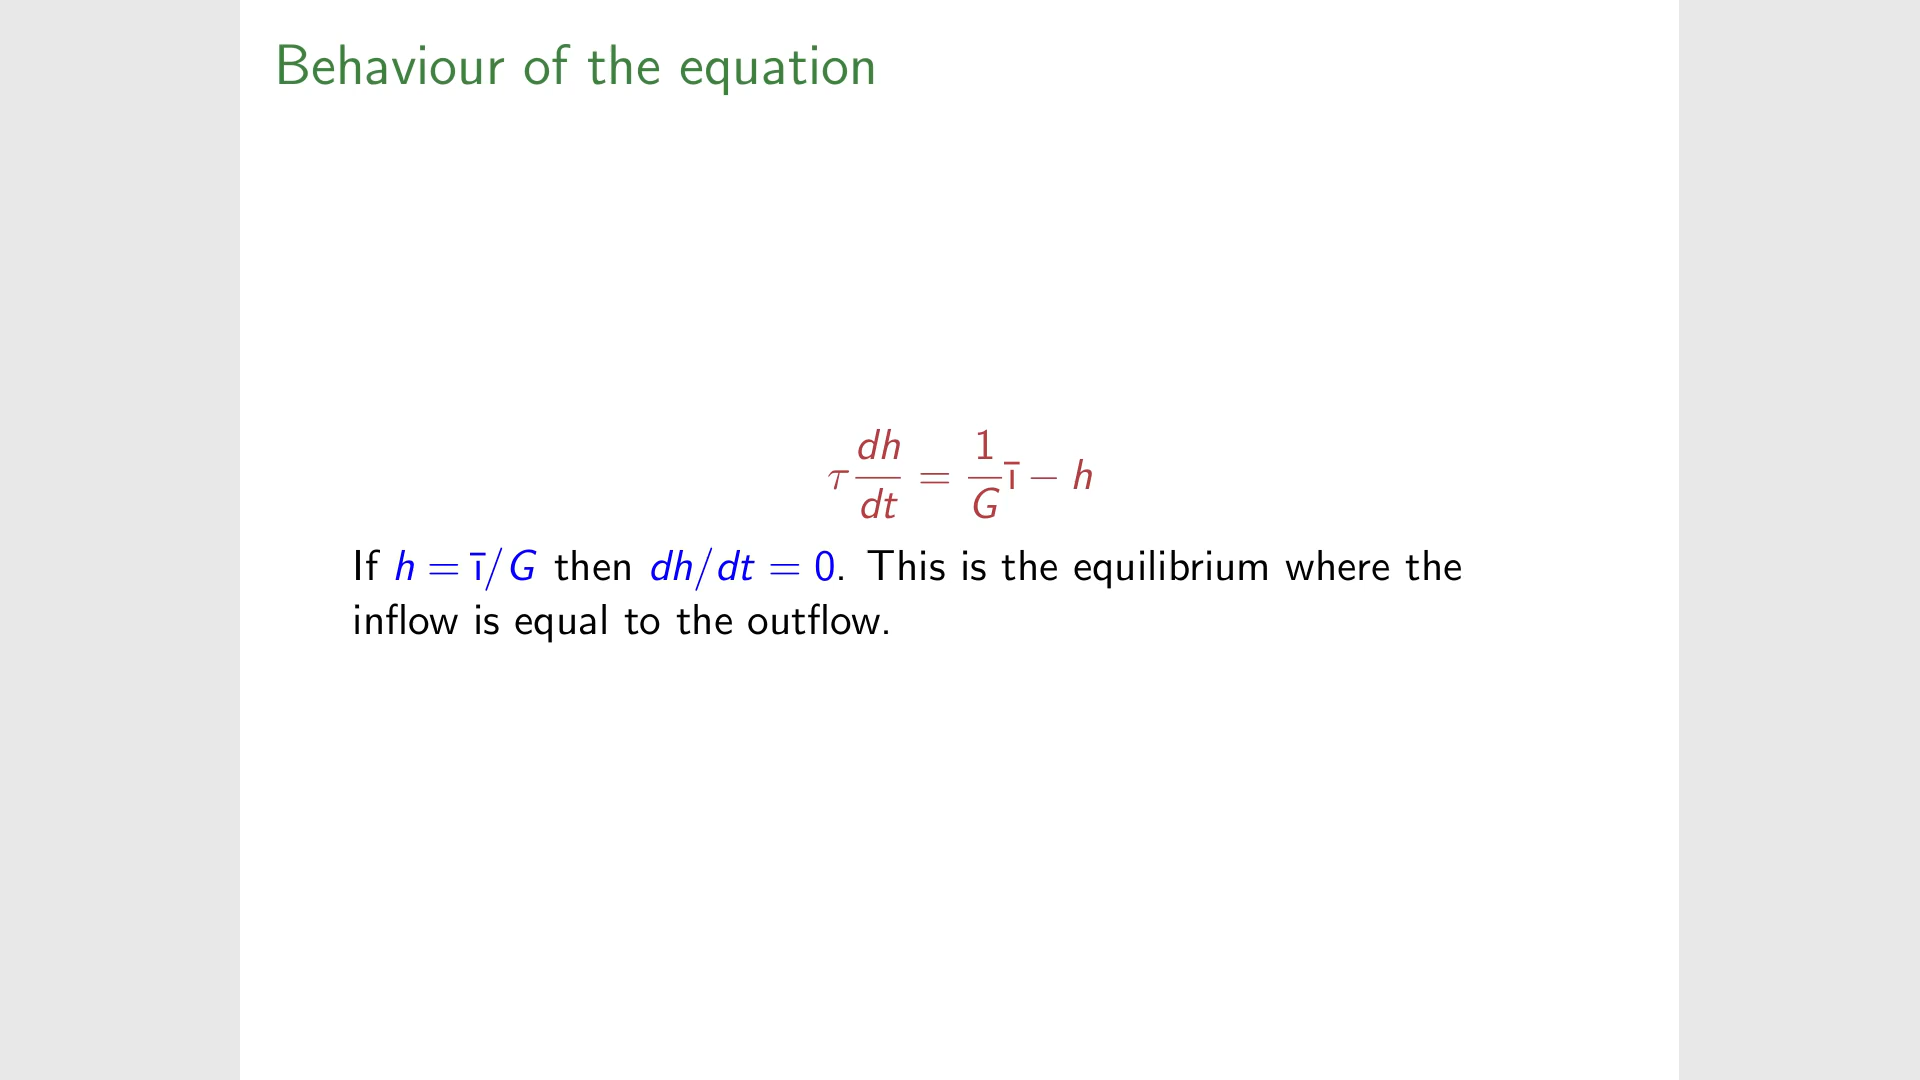 Behaviour of the equation
τ dh/dt = 1/G ī − h
If h = ī/G then dh/dt = 0. This is the equilibrium where the
inflow is equal to the outflow.